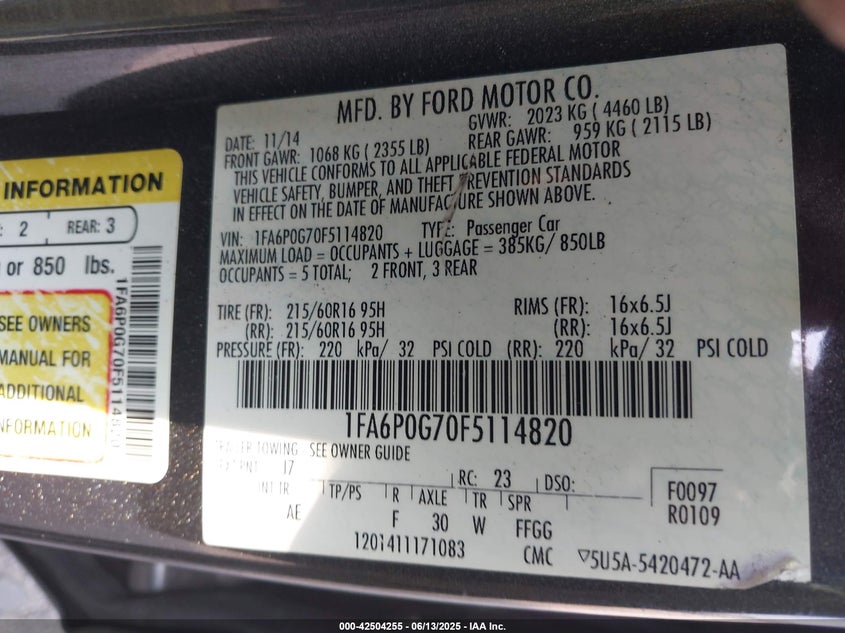 INFORMATION
: 2 REAR: 3
or 850 lbs.
SEE OWNERS
MANUAL FOR
ADDITIONAL
INFORMATION
1FA6P0G70F5114820
MFD. BY FORD MOTOR CO.
DATE: 11/14 GVWR: 2023 KG ( 4460 LB)
FRONT GAWR: 1068 KG ( 2355 LB) REAR GAWR: 959 KG ( 2115 LB)
THIS VEHICLE CONFORMS TO ALL APPLICABLE FEDERAL MOTOR
VEHICLE SAFETY, BUMPER, AND THEFT PREVENTION STANDARDS
IN EFFECT ON THE DATE OF MANUFACTURE SHOWN ABOVE.
VIN: 1FA6P0G70F5114820 TYPE: Passenger Car
MAXIMUM LOAD = OCCUPANTS + LUGGAGE = 385KG/ 850LB
OCCUPANTS = 5 TOTAL; 2 FRONT, 3 REAR
TIRE (FR): 215/60R16 95H RIMS (FR): 16x6.5J
(RR): 215/60R16 95H (RR): 16x6.5J
PRESSURE (FR): 220 kPa/ 32 PSI COLD (RR): 220 kPa/ 32 PSI COLD
1FA6P0G70F5114820
TRAILER TOWING SEE OWNER GUIDE
EXT PNT J7 RC: 23 DSO: F0097
INT TR TP/PS R AXLE TR SPR R0109
AE F 30 W FFGG
1201411171083 CMC ▽5U5A-5420472-AA
000-42504255 - 06/13/2025 - IAA Inc.